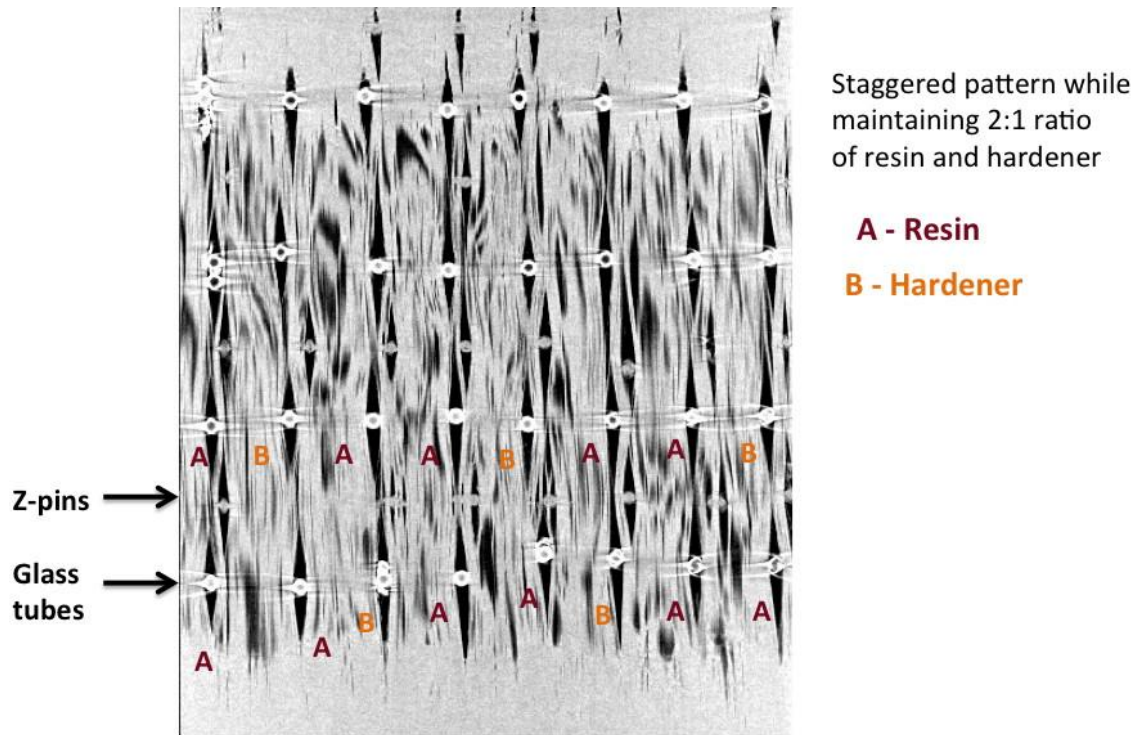 Staggered pattern while
maintaining 2:1 ratio
of resin and hardener
A - Resin
B - Hardener
A B A A B A A B
Z-pins
Glass
tubes
A A B A A B A A